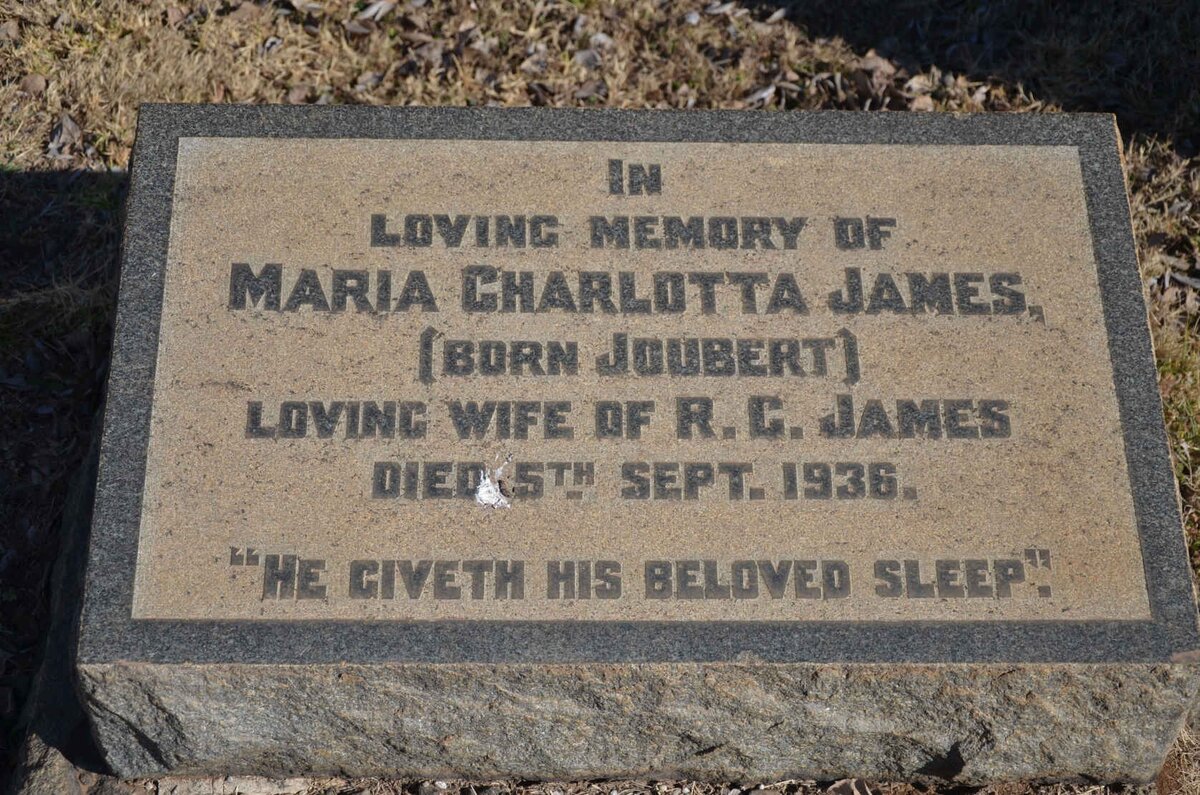 IN
LOVING MEMORY OF
MARIA CHARLOTTA JAMES,
(BORN JOUBERT)
LOVING WIFE OF R. C. JAMES
DIED 5TH SEPT. 1936.
"HE GIVETH HIS BELOVED SLEEP".